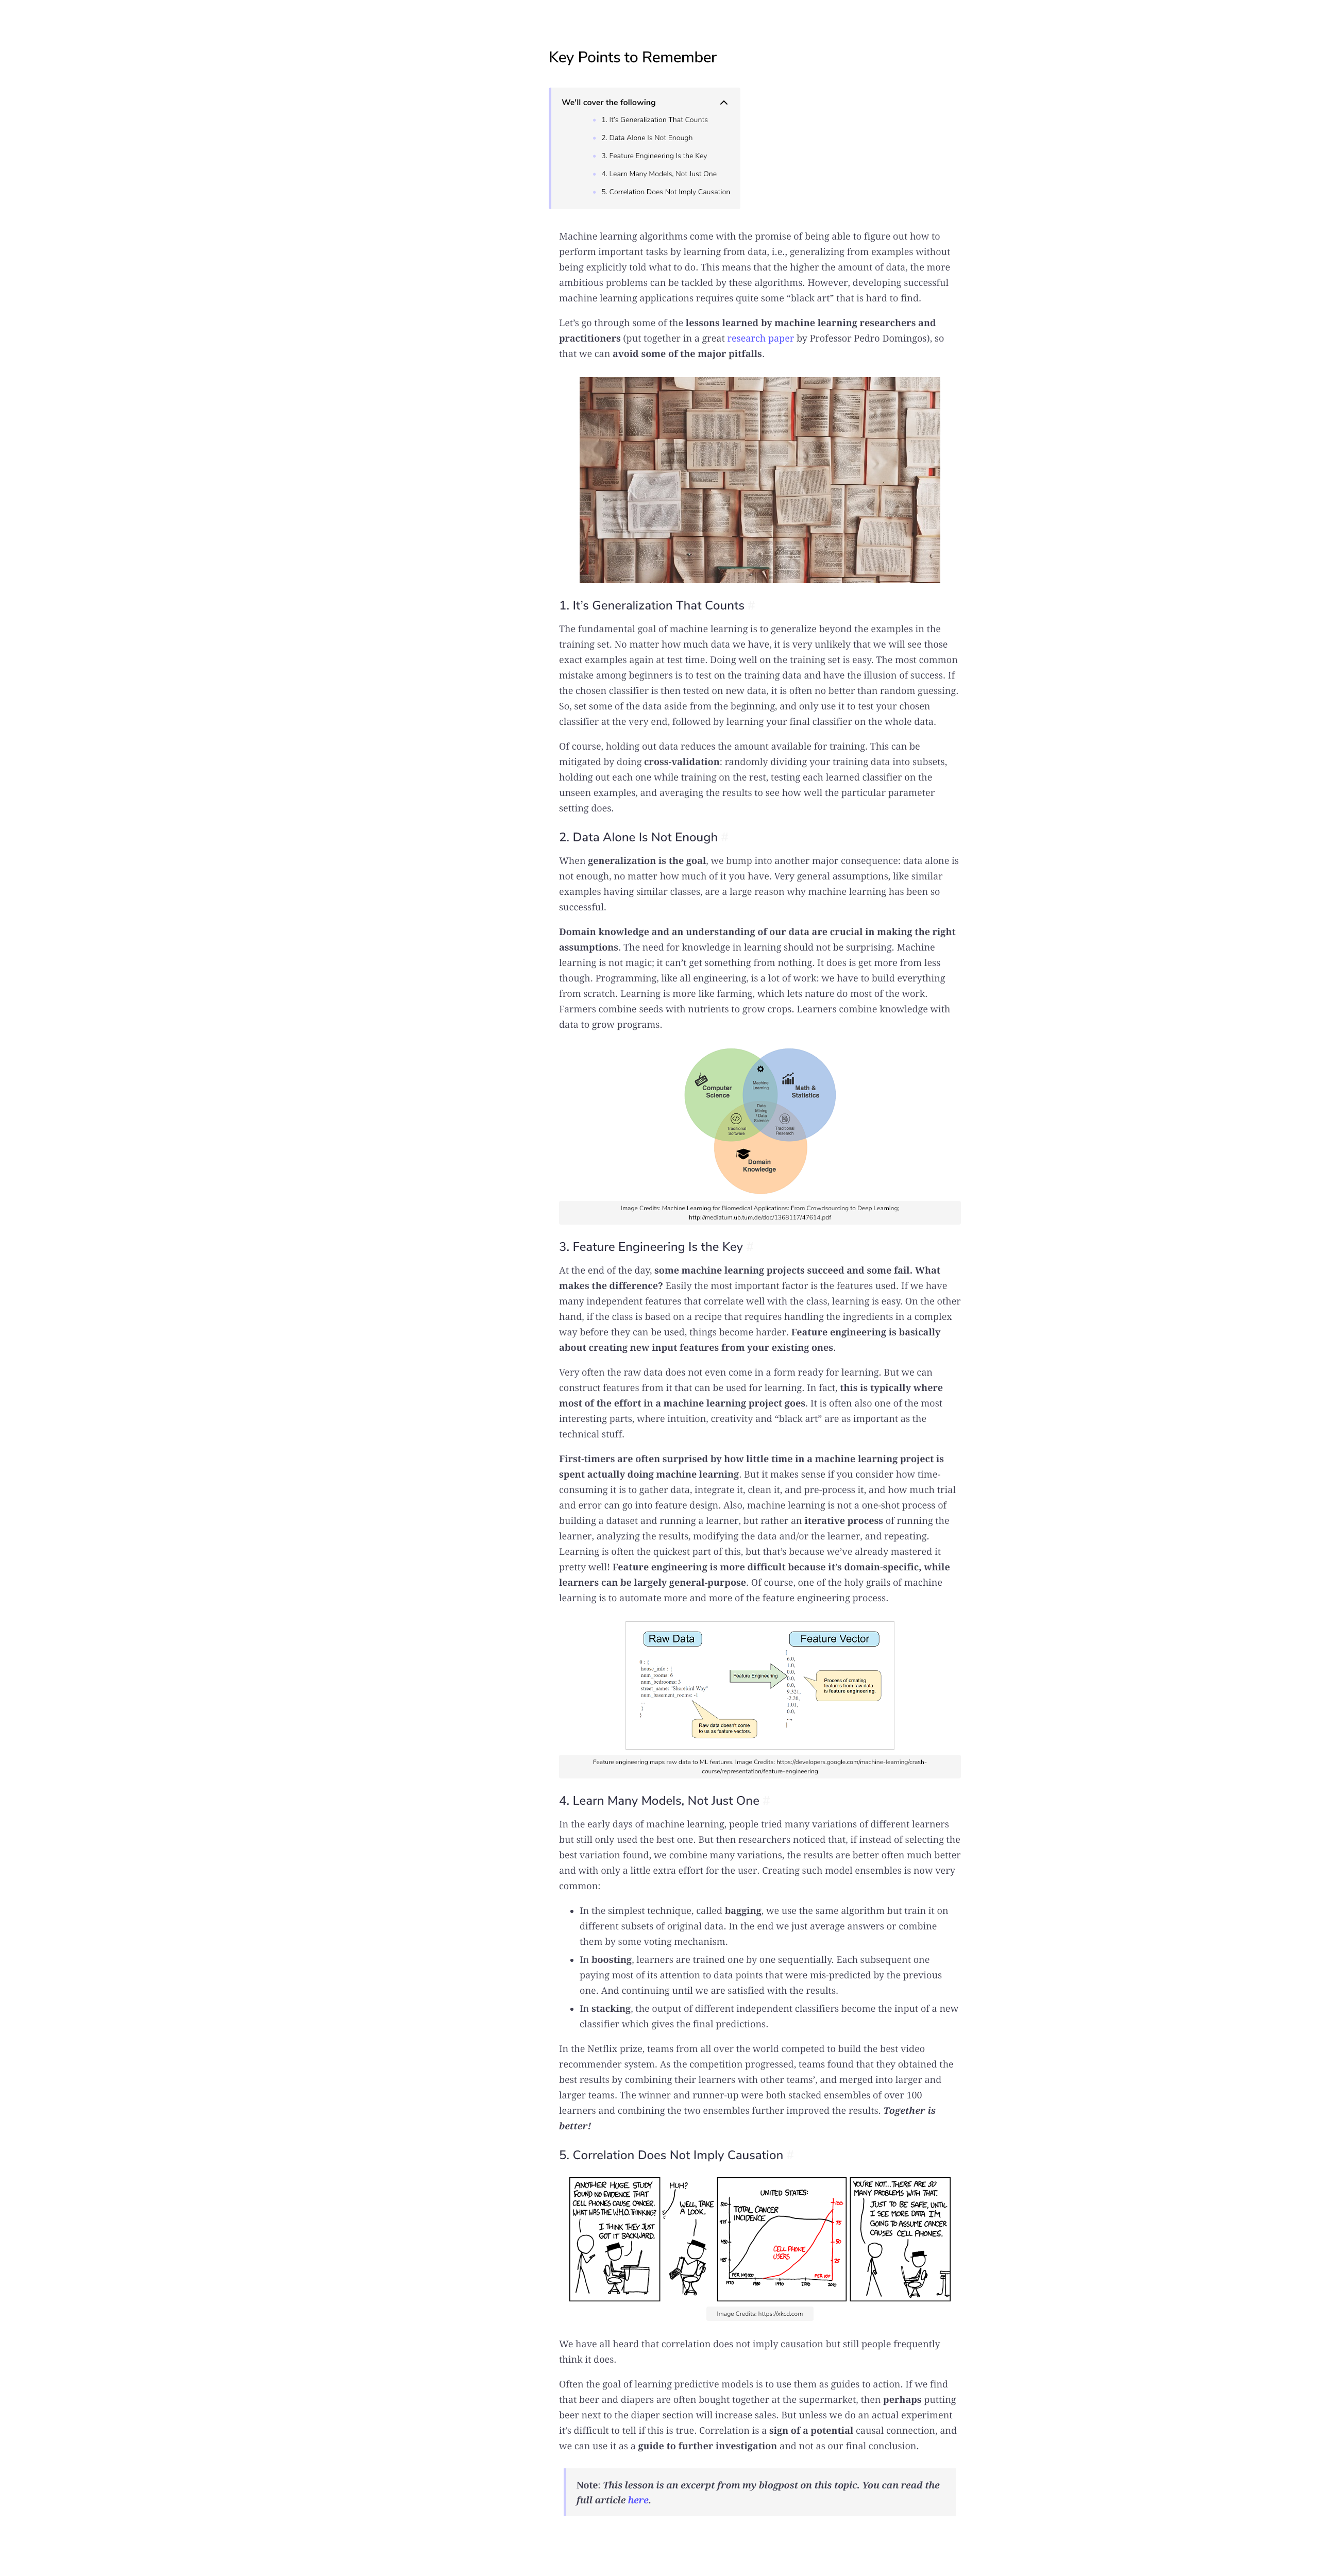 Key Points to Remember
We'll cover the following
1. It's Generalization That Counts
2. Data Alone Is Not Enough
3. Feature Engineering Is the Key
4. Learn Many Models, Not Just One
5. Correlation Does Not Imply Causation
Machine learning algorithms come with the promise of being able to figure out how to
perform important tasks by learning from data, i.e., generalizing from examples without
being explicitly told what to do. This means that the higher the amount of data, the more
ambitious problems can be tackled by these algorithms. However, developing successful
machine learning applications requires quite some “black art” that is hard to find.
Let’s go through some of the lessons learned by machine learning researchers and
practitioners (put together in a great research paper by Professor Pedro Domingos), so
that we can avoid some of the major pitfalls.
1. It’s Generalization That Counts
The fundamental goal of machine learning is to generalize beyond the examples in the
training set. No matter how much data we have, it is very unlikely that we will see those
exact examples again at test time. Doing well on the training set is easy. The most common
mistake among beginners is to test on the training data and have the illusion of success. If
the chosen classifier is then tested on new data, it is often no better than random guessing.
So, set some of the data aside from the beginning, and only use it to test your chosen
classifier at the very end, followed by learning your final classifier on the whole data.
Of course, holding out data reduces the amount available for training. This can be
mitigated by doing cross-validation: randomly dividing your training data into subsets,
holding out each one while training on the rest, testing each learned classifier on the
unseen examples, and averaging the results to see how well the particular parameter
setting does.
2. Data Alone Is Not Enough
When generalization is the goal, we bump into another major consequence: data alone is
not enough, no matter how much of it you have. Very general assumptions, like similar
examples having similar classes, are a large reason why machine learning has been so
successful.
Domain knowledge and an understanding of our data are crucial in making the right
assumptions. The need for knowledge in learning should not be surprising. Machine
learning is not magic; it can’t get something from nothing. It does is get more from less
though. Programming, like all engineering, is a lot of work: we have to build everything
from scratch. Learning is more like farming, which lets nature do most of the work.
Farmers combine seeds with nutrients to grow crops. Learners combine knowledge with
data to grow programs.
Computer
Science
Machine
Learning
Math &
Statistics
Data
Mining
/ Data
Science
Traditional
Software
Traditional
Research
Domain
Knowledge
Image Credits: Machine Learning for Biomedical Applications: From Crowdsourcing to Deep Learning;
http://mediatum.ub.tum.de/doc/1368117/47614.pdf
3. Feature Engineering Is the Key
At the end of the day, some machine learning projects succeed and some fail. What
makes the difference? Easily the most important factor is the features used. If we have
many independent features that correlate well with the class, learning is easy. On the other
hand, if the class is based on a recipe that requires handling the ingredients in a complex
way before they can be used, things become harder. Feature engineering is basically
about creating new input features from your existing ones.
Very often the raw data does not even come in a form ready for learning. But we can
construct features from it that can be used for learning. In fact, this is typically where
most of the effort in a machine learning project goes. It is often also one of the most
interesting parts, where intuition, creativity and “black art” are as important as the
technical stuff.
First-timers are often surprised by how little time in a machine learning project is
spent actually doing machine learning. But it makes sense if you consider how time-
consuming it is to gather data, integrate it, clean it, and pre-process it, and how much trial
and error can go into feature design. Also, machine learning is not a one-shot process of
building a dataset and running a learner, but rather an iterative process of running the
learner, analyzing the results, modifying the data and/or the learner, and repeating.
Learning is often the quickest part of this, but that’s because we’ve already mastered it
pretty well! Feature engineering is more difficult because it’s domain-specific, while
learners can be largely general-purpose. Of course, one of the holy grails of machine
learning is to automate more and more of the feature engineering process.
Raw Data
0 : {
house_info : {
num_rooms: 6
num_bedrooms: 3
street_name: "Shorebird Way"
num_basement_rooms: -1
...
}
}
Raw data doesn't come
to us as feature vectors.
Feature Engineering
Feature Vector
[
6.0,
1.0,
0.0,
0.0,
0.0,
9.321,
-2.20,
1.01,
0.0,
...,
]
Process of creating
features from raw data
is feature engineering.
Feature engineering maps raw data to ML features. Image Credits: https://developers.google.com/machine-learning/crash-
course/representation/feature-engineering
4. Learn Many Models, Not Just One
In the early days of machine learning, people tried many variations of different learners
but still only used the best one. But then researchers noticed that, if instead of selecting the
best variation found, we combine many variations, the results are better often much better
and with only a little extra effort for the user. Creating such model ensembles is now very
common:
In the simplest technique, called bagging, we use the same algorithm but train it on
different subsets of original data. In the end we just average answers or combine
them by some voting mechanism.
In boosting, learners are trained one by one sequentially. Each subsequent one
paying most of its attention to data points that were mis-predicted by the previous
one. And continuing until we are satisfied with the results.
In stacking, the output of different independent classifiers become the input of a new
classifier which gives the final predictions.
In the Netflix prize, teams from all over the world competed to build the best video
recommender system. As the competition progressed, teams found that they obtained the
best results by combining their learners with other teams’, and merged into larger and
larger teams. The winner and runner-up were both stacked ensembles of over 100
learners and combining the two ensembles further improved the results. Together is
better!
5. Correlation Does Not Imply Causation
ANOTHER HUGE STUDY
FOUND NO EVIDENCE THAT
CELL PHONES CAUSE CANCER.
WHAT WAS THE W.H.O. THINKING?
I THINK THEY JUST
GOT IT BACKWARD.
HUH?
WELL, TAKE
A LOOK.
UNITED STATES:
TOTAL CANCER
INCIDENCE
CELL PHONE
USERS
500
475
450
425
100
75
50
25
PER 100,000
PER 100
1970
1980
1990
2000
2010
YOU'RE NOT... THERE ARE SO
MANY PROBLEMS WITH THAT.
JUST TO BE SAFE, UNTIL
I SEE MORE DATA I'M
GOING TO ASSUME CANCER
CAUSES CELL PHONES.
Image Credits: https://xkcd.com
We have all heard that correlation does not imply causation but still people frequently
think it does.
Often the goal of learning predictive models is to use them as guides to action. If we find
that beer and diapers are often bought together at the supermarket, then perhaps putting
beer next to the diaper section will increase sales. But unless we do an actual experiment
it’s difficult to tell if this is true. Correlation is a sign of a potential causal connection, and
we can use it as a guide to further investigation and not as our final conclusion.
Note: This lesson is an excerpt from my blogpost on this topic. You can read the
full article here.